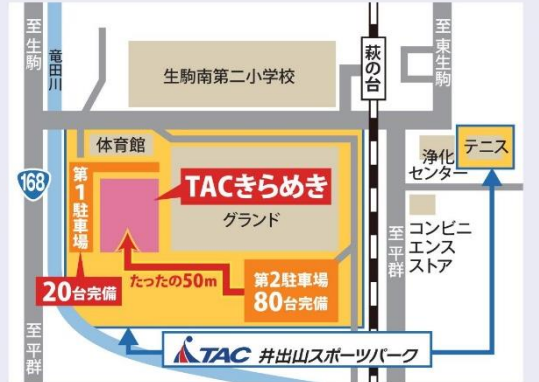 至生駒
竜田川
生駒南第二小学校
萩の台
至東生駒
体育館
浄化
センター
テニス
168
第1駐車場
TACきらめき
グランド
コンビニ
エンス
ストア
至平群
20台完備
たったの50m
第2駐車場
80台完備
至平群
TAC 井出山スポーツパーク